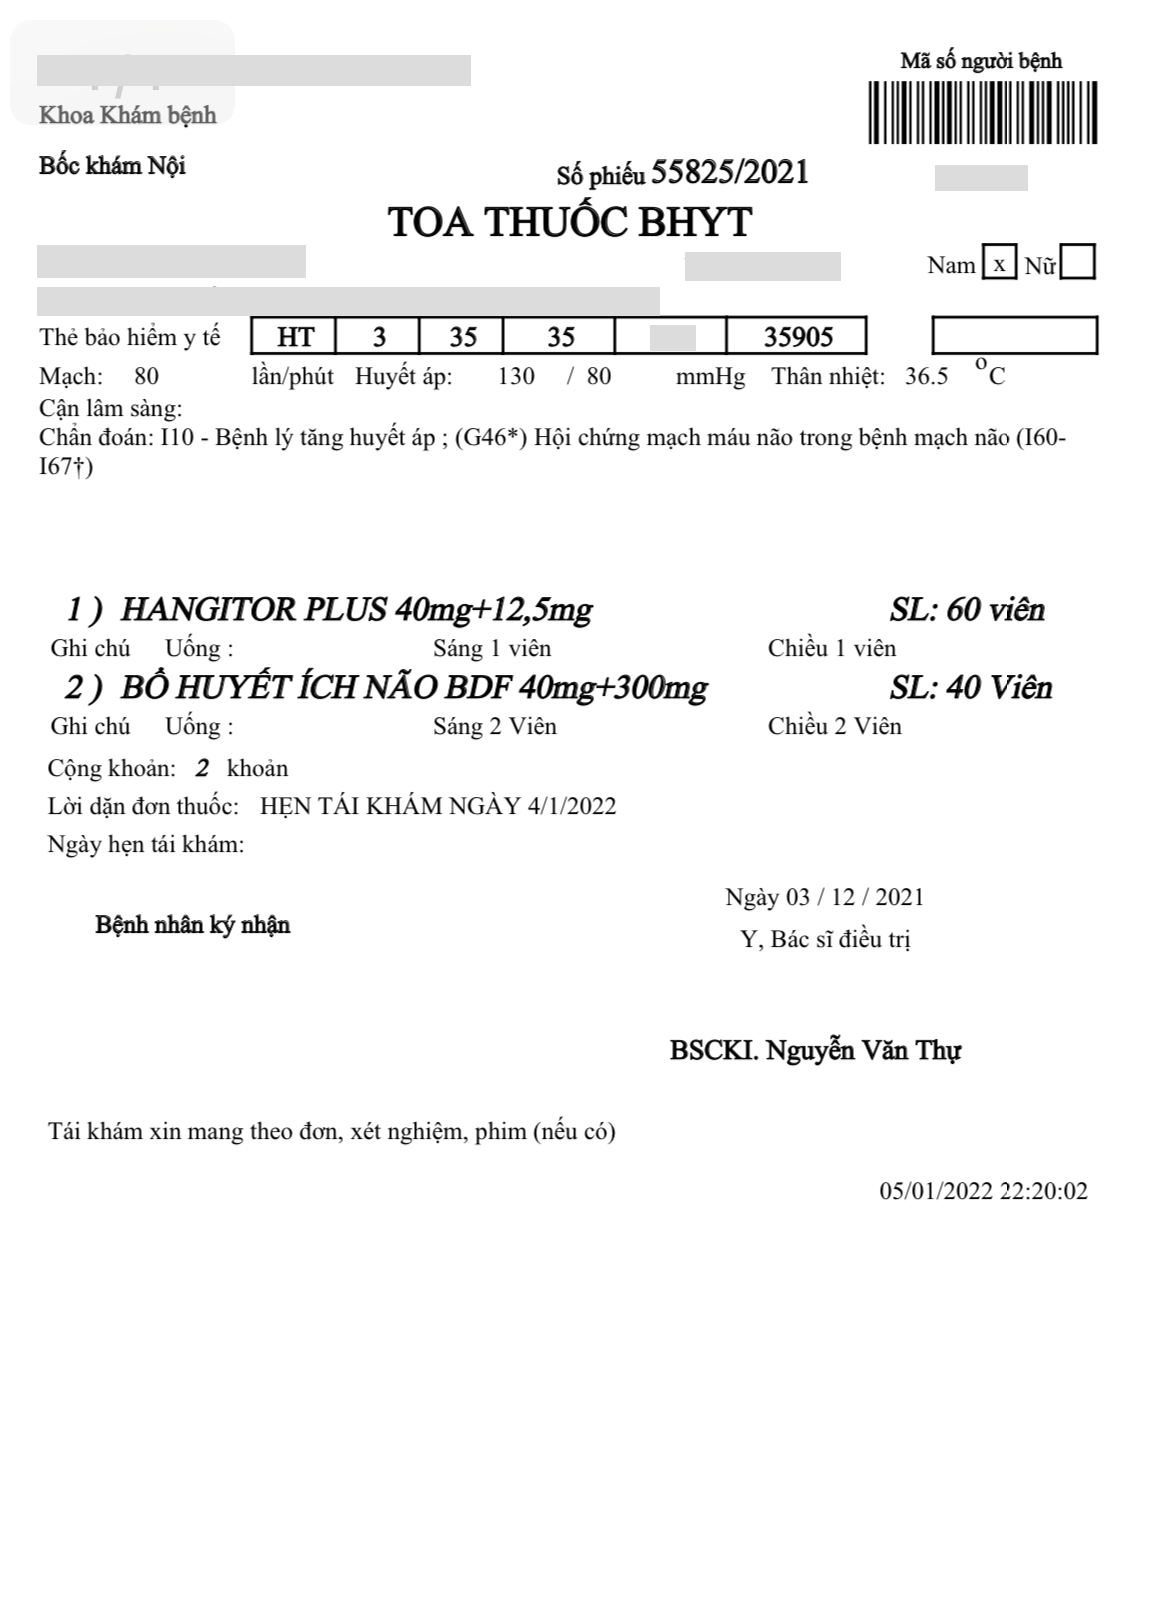 Mã số người bệnh
Khoa Khám bệnh
Bốc khám Nội
Số phiếu 55825/2021
TOA THUỐC BHYT
Nam x Nữ
Thẻ bảo hiểm y tế HT 3 35 35 35905
Mạch: 80 lần/phút Huyết áp: 130 / 80 mmHg Thân nhiệt: 36.5 °C
Cận lâm sàng:
Chẩn đoán: I10 - Bệnh lý tăng huyết áp ; (G46*) Hội chứng mạch máu não trong bệnh mạch não (I60-
I67†)
1 ) HANGITOR PLUS 40mg+12,5mg SL: 60 viên
Ghi chú Uống : Sáng 1 viên Chiều 1 viên
2 ) BỔ HUYẾT ÍCH NÃO BDF 40mg+300mg SL: 40 Viên
Ghi chú Uống : Sáng 2 Viên Chiều 2 Viên
Cộng khoản: 2 khoản
Lời dặn đơn thuốc: HẸN TÁI KHÁM NGÀY 4/1/2022
Ngày hẹn tái khám:
Ngày 03 / 12 / 2021
Bệnh nhân ký nhận
Y, Bác sĩ điều trị
BSCKI. Nguyễn Văn Thự
Tái khám xin mang theo đơn, xét nghiệm, phim (nếu có)
05/01/2022 22:20:02